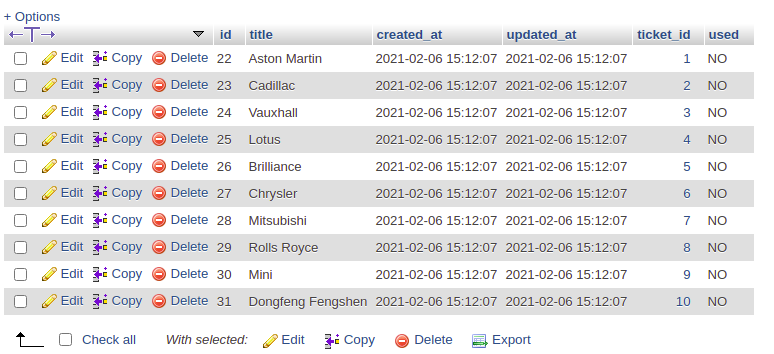 + Options
id title created_at updated_at ticket_id used
Edit Copy Delete 22 Aston Martin 2021-02-06 15:12:07 2021-02-06 15:12:07 1 NO
Edit Copy Delete 23 Cadillac 2021-02-06 15:12:07 2021-02-06 15:12:07 2 NO
Edit Copy Delete 24 Vauxhall 2021-02-06 15:12:07 2021-02-06 15:12:07 3 NO
Edit Copy Delete 25 Lotus 2021-02-06 15:12:07 2021-02-06 15:12:07 4 NO
Edit Copy Delete 26 Brilliance 2021-02-06 15:12:07 2021-02-06 15:12:07 5 NO
Edit Copy Delete 27 Chrysler 2021-02-06 15:12:07 2021-02-06 15:12:07 6 NO
Edit Copy Delete 28 Mitsubishi 2021-02-06 15:12:07 2021-02-06 15:12:07 7 NO
Edit Copy Delete 29 Rolls Royce 2021-02-06 15:12:07 2021-02-06 15:12:07 8 NO
Edit Copy Delete 30 Mini 2021-02-06 15:12:07 2021-02-06 15:12:07 9 NO
Edit Copy Delete 31 Dongfeng Fengshen 2021-02-06 15:12:07 2021-02-06 15:12:07 10 NO
Check all With selected: Edit Copy Delete Export